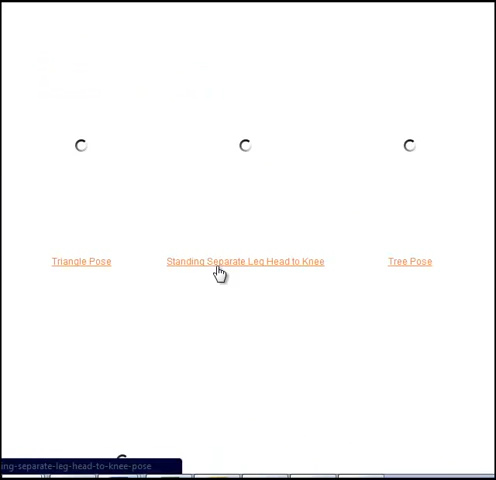 Triangle Pose
Standing Separate Leg Head to Knee
Tree Pose
ing-separate-leg-head-to-knee-pose